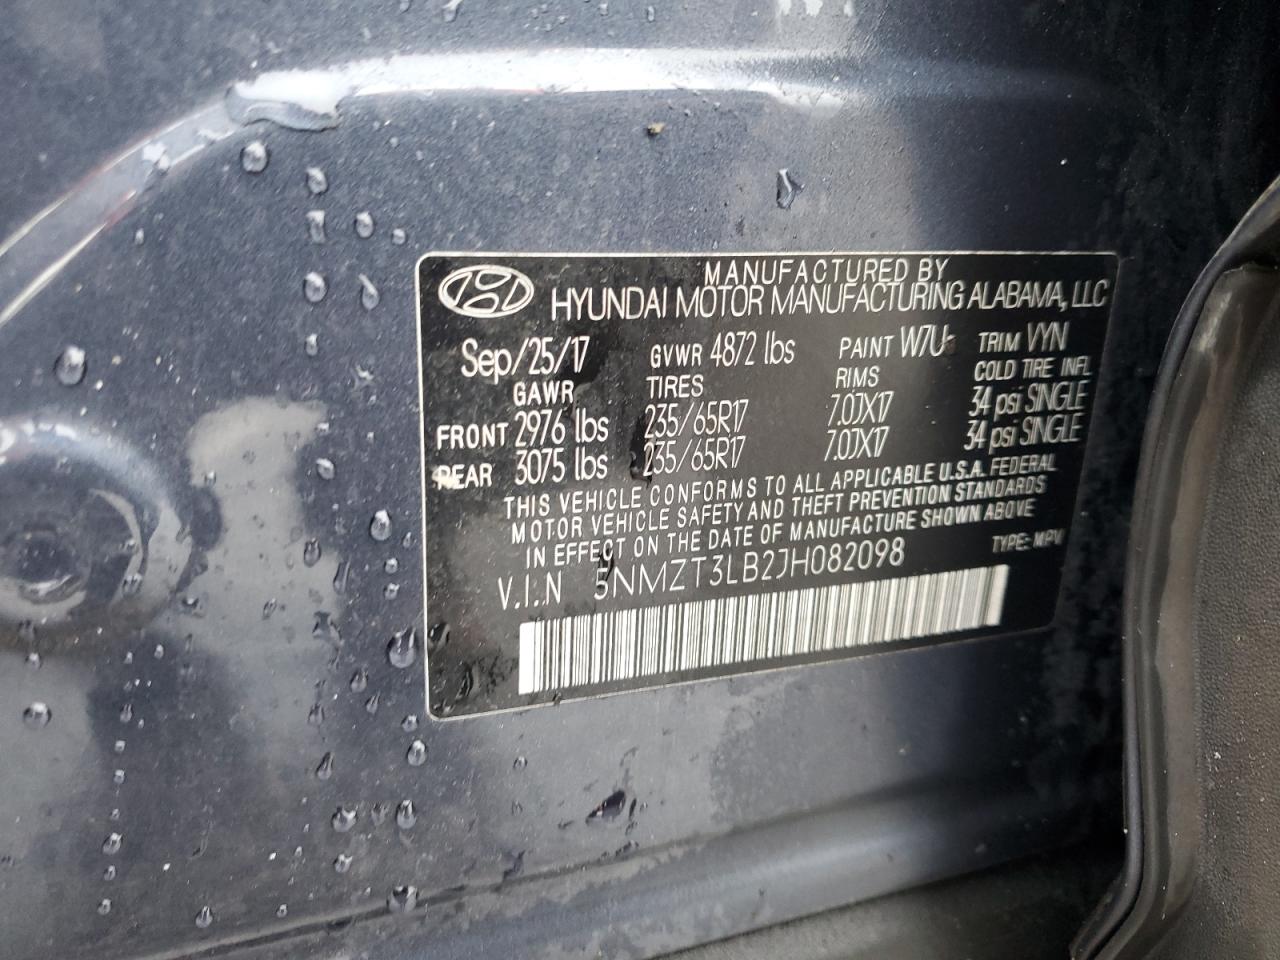 MANUFACTURED BY
HYUNDAI MOTOR MANUFACTURING ALABAMA, LLC
Sep/25/17 GVWR 4872 lbs PAINT W7U TRIM VYN
GAWR TIRES RIMS COLD TIRE INFL
FRONT 2976 lbs 235/65R17 7.0JX17 34 psi SINGLE
REAR 3075 lbs 235/65R17 7.0JX17 34 psi SINGLE
THIS VEHICLE CONFORMS TO ALL APPLICABLE U.S.A. FEDERAL
MOTOR VEHICLE SAFETY AND THEFT PREVENTION STANDARDS
IN EFFECT ON THE DATE OF MANUFACTURE SHOWN ABOVE
V.I..N 5NMZT3LB2JH082098 TYPE: MPV